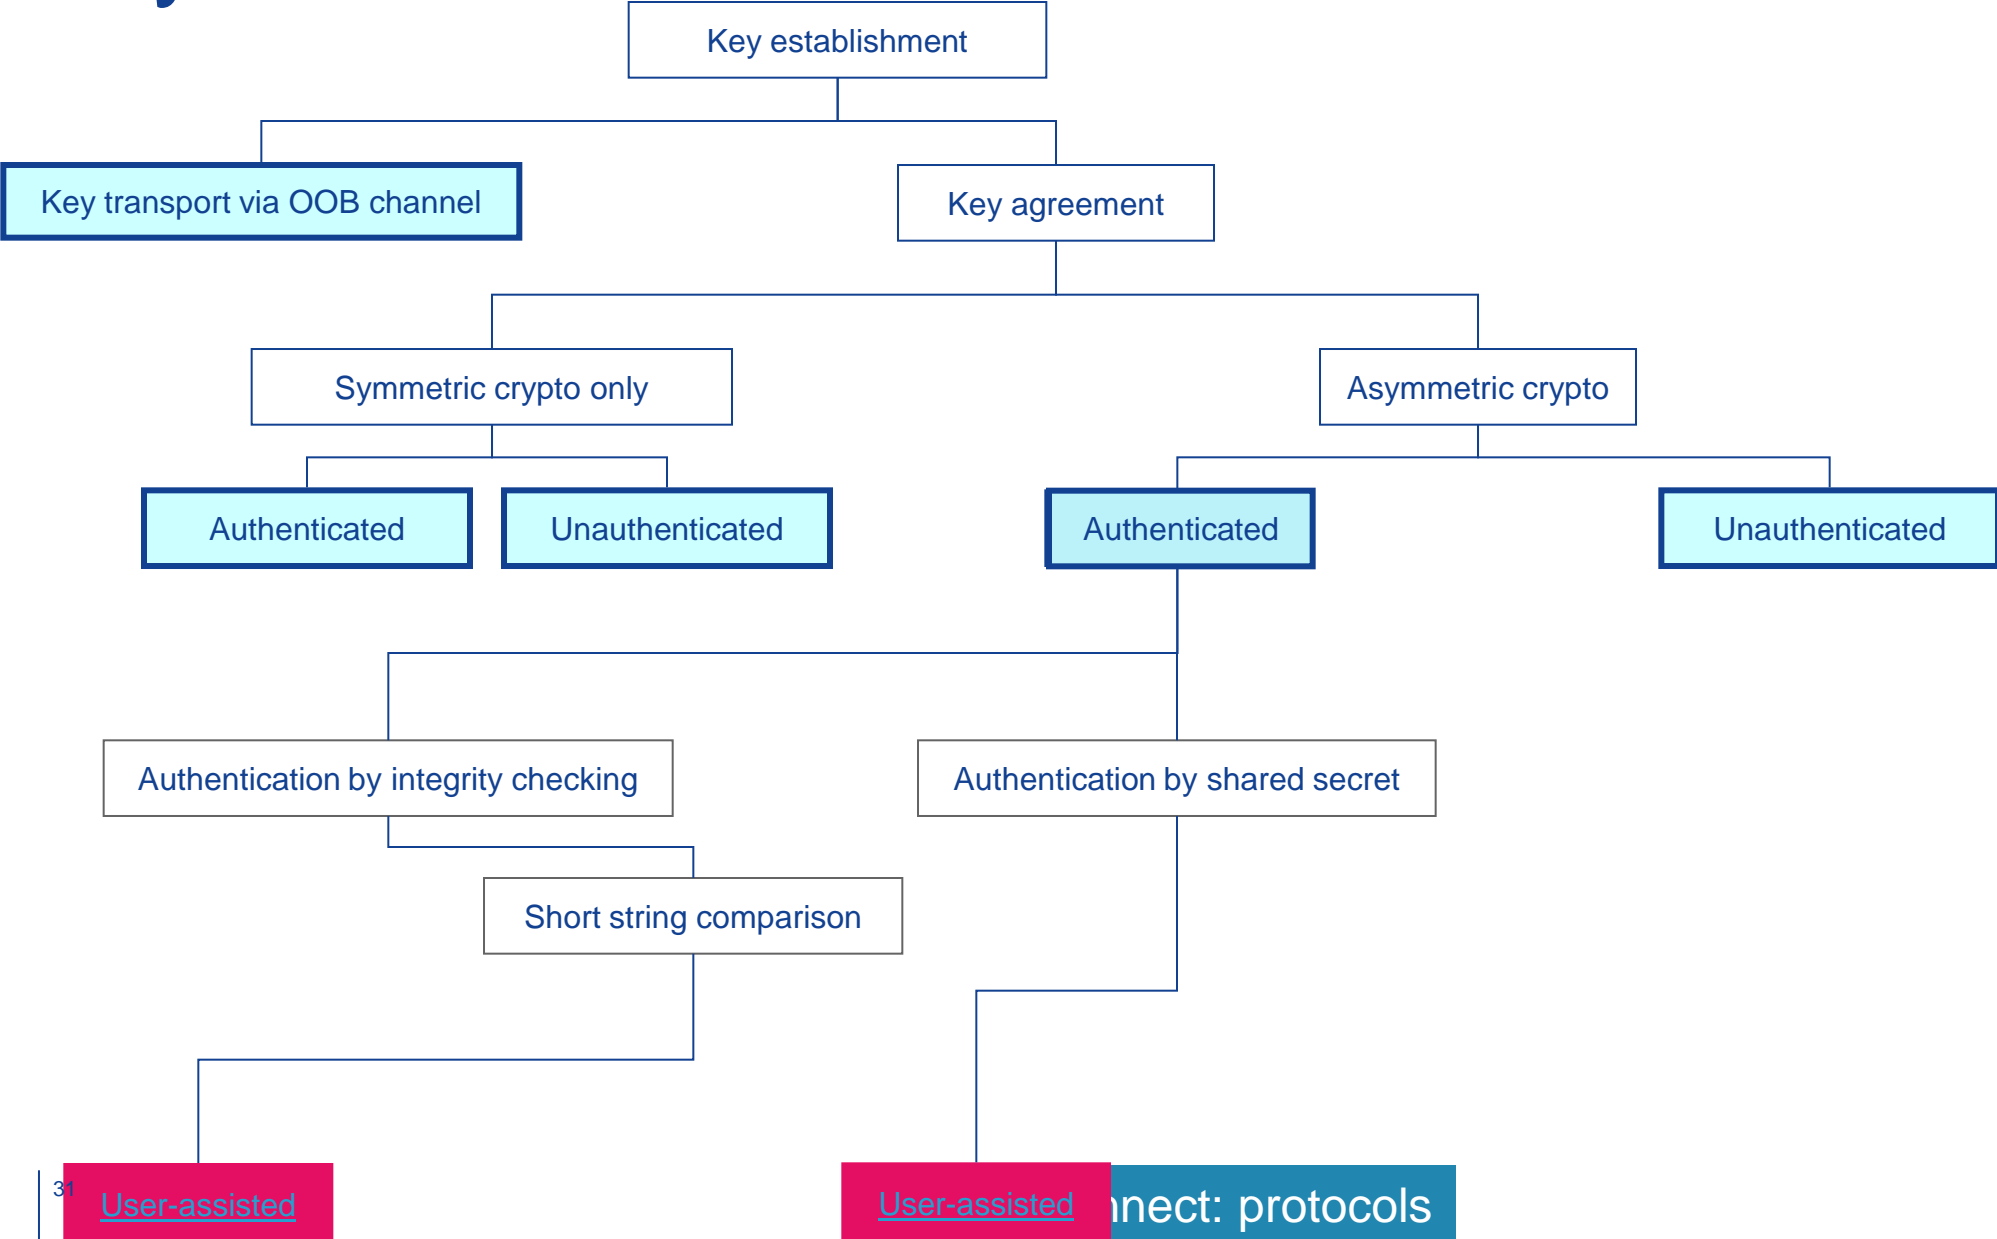 Key establishment
Key transport via OOB channel
Key agreement
Symmetric crypto only
Asymmetric crypto
Authenticated
Unauthenticated
Authenticated
Unauthenticated
Authentication by integrity checking
Authentication by shared secret
Short string comparison
31
User-assisted
User-assisted
protocols